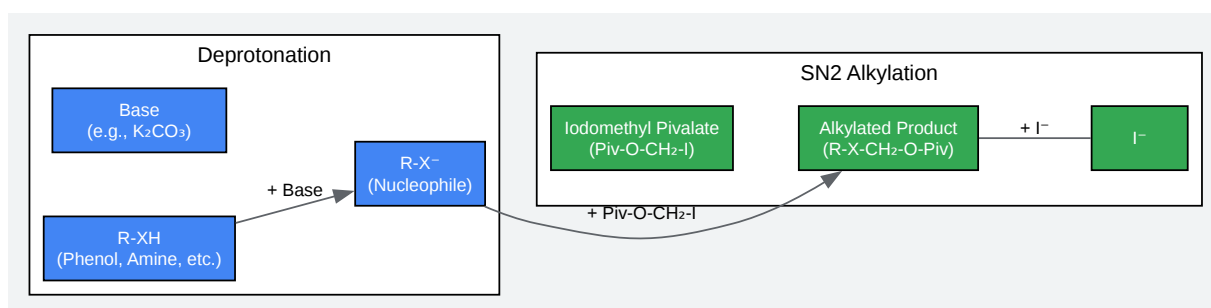 Deprotonation
Base
(e.g., K₂CO₃)
R-X⁻
(Nucleophile)
+ Base
R-XH
(Phenol, Amine, etc.)
SN2 Alkylation
Iodomethyl Pivalate
(Piv-O-CH₂-I)
Alkylated Product
(R-X-CH₂-O-Piv)
+ I⁻
I⁻
+ Piv-O-CH₂-I